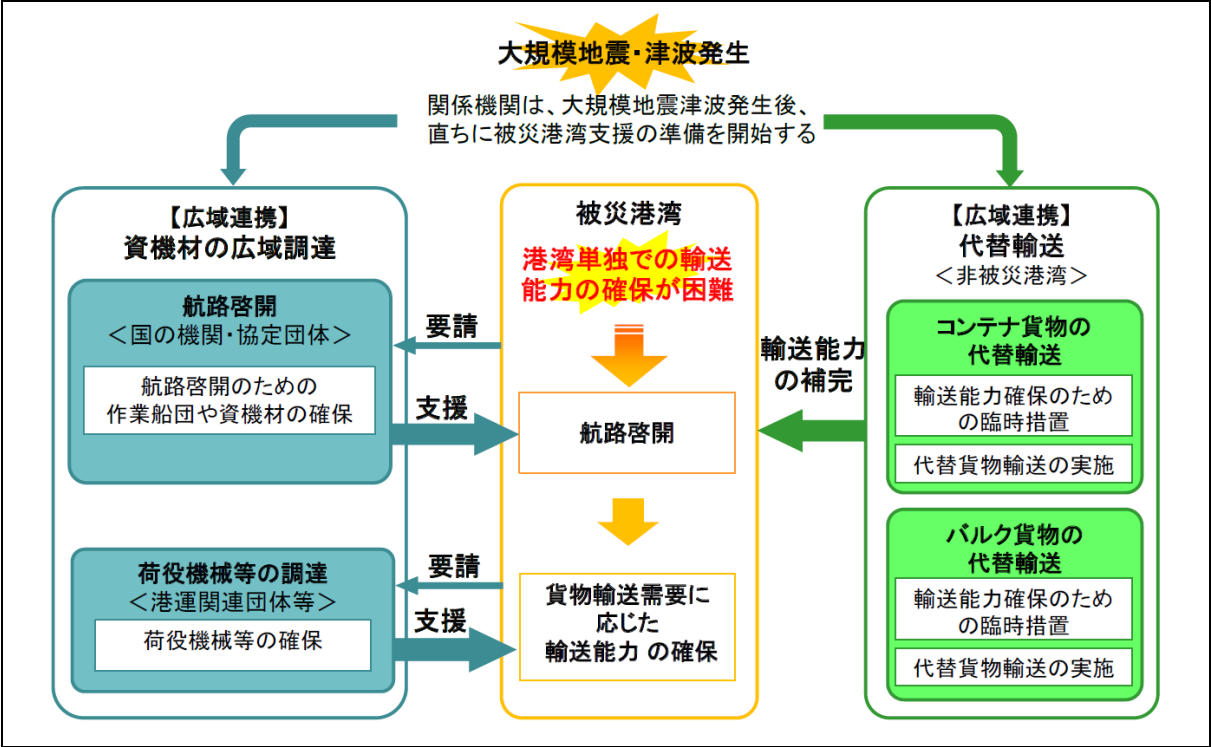 大規模地震・津波発生
関係機関は、大規模地震津波発生後、
直ちに被災港湾支援の準備を開始する
【広域連携】
資機材の広域調達
航路啓開
＜国の機関・協定団体＞
航路啓開のための
作業船団や資機材の確保
荷役機械等の調達
＜港運関連団体等＞
荷役機械等の確保
要請
支援
要請
支援
被災港湾
港湾単独での輸送
能力の確保が困難
航路啓開
貨物輸送需要に
応じた
輸送能力 の確保
輸送能力
の補完
【広域連携】
代替輸送
＜非被災港湾＞
コンテナ貨物の
代替輸送
輸送能力確保のため
の臨時措置
代替貨物輸送の実施
バルク貨物の
代替輸送
輸送能力確保のため
の臨時措置
代替貨物輸送の実施